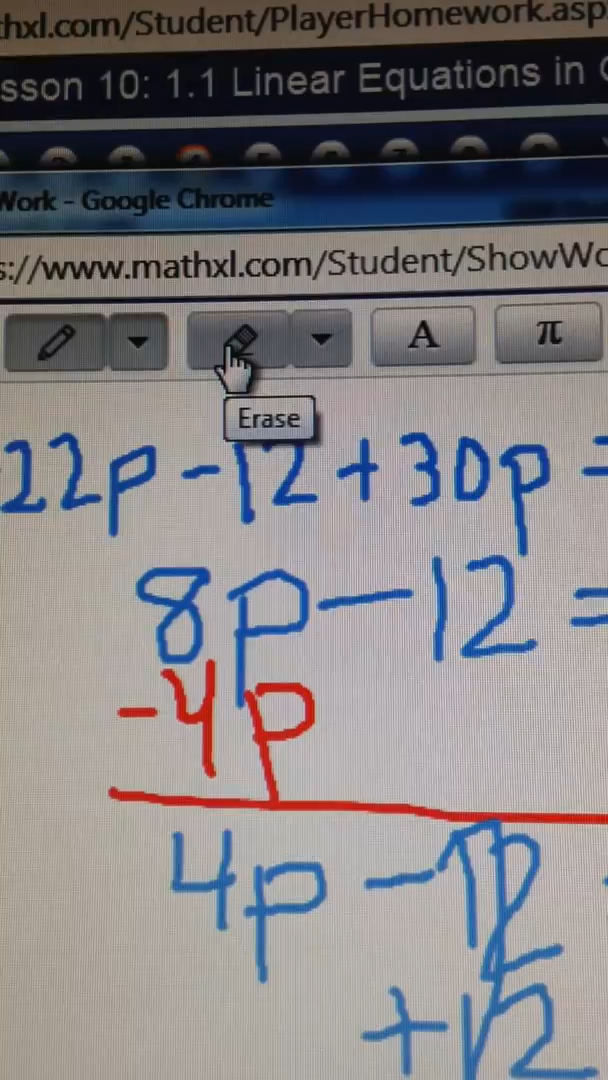 thxl.com/Student/PlayerHomework.asp
sson 10: 1.1 Linear Equations in
Work - Google Chrome
s://www.mathxl.com/Student/ShowWo
A π
Erase
22p-12+30p=
8p-12=
-4p
4p-12
+12